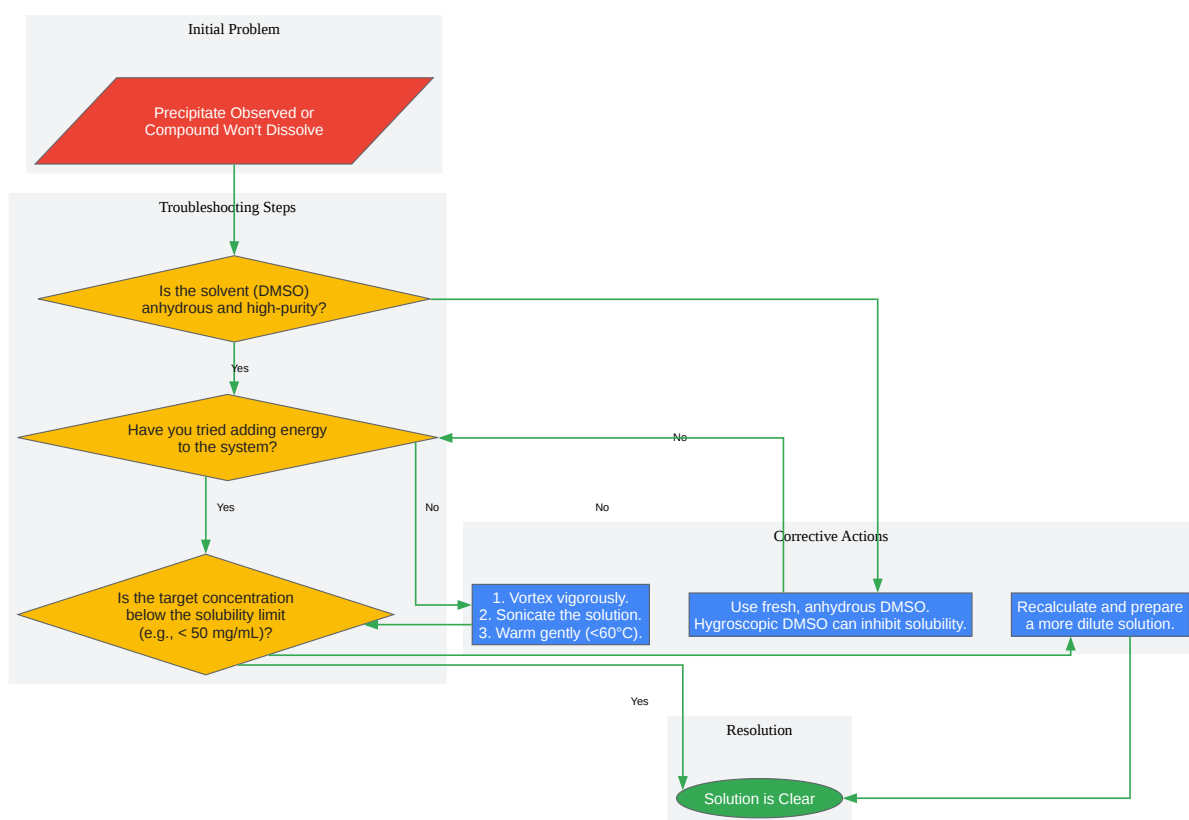 Initial Problem
Precipitate Observed or
Compound Won't Dissolve
Troubleshooting Steps
Is the solvent (DMSO)
anhydrous and high-purity?
Yes
Have you tried adding energy
to the system?
No
Yes
No
No
Corrective Actions
Is the target concentration
below the solubility limit
(e.g., < 50 mg/mL)?
1. Vortex vigorously.
2. Sonicate the solution.
3. Warm gently (<60°C).
Use fresh, anhydrous DMSO.
Hygroscopic DMSO can inhibit solubility.
Recalculate and prepare
a more dilute solution.
Yes
Resolution
Solution is Clear